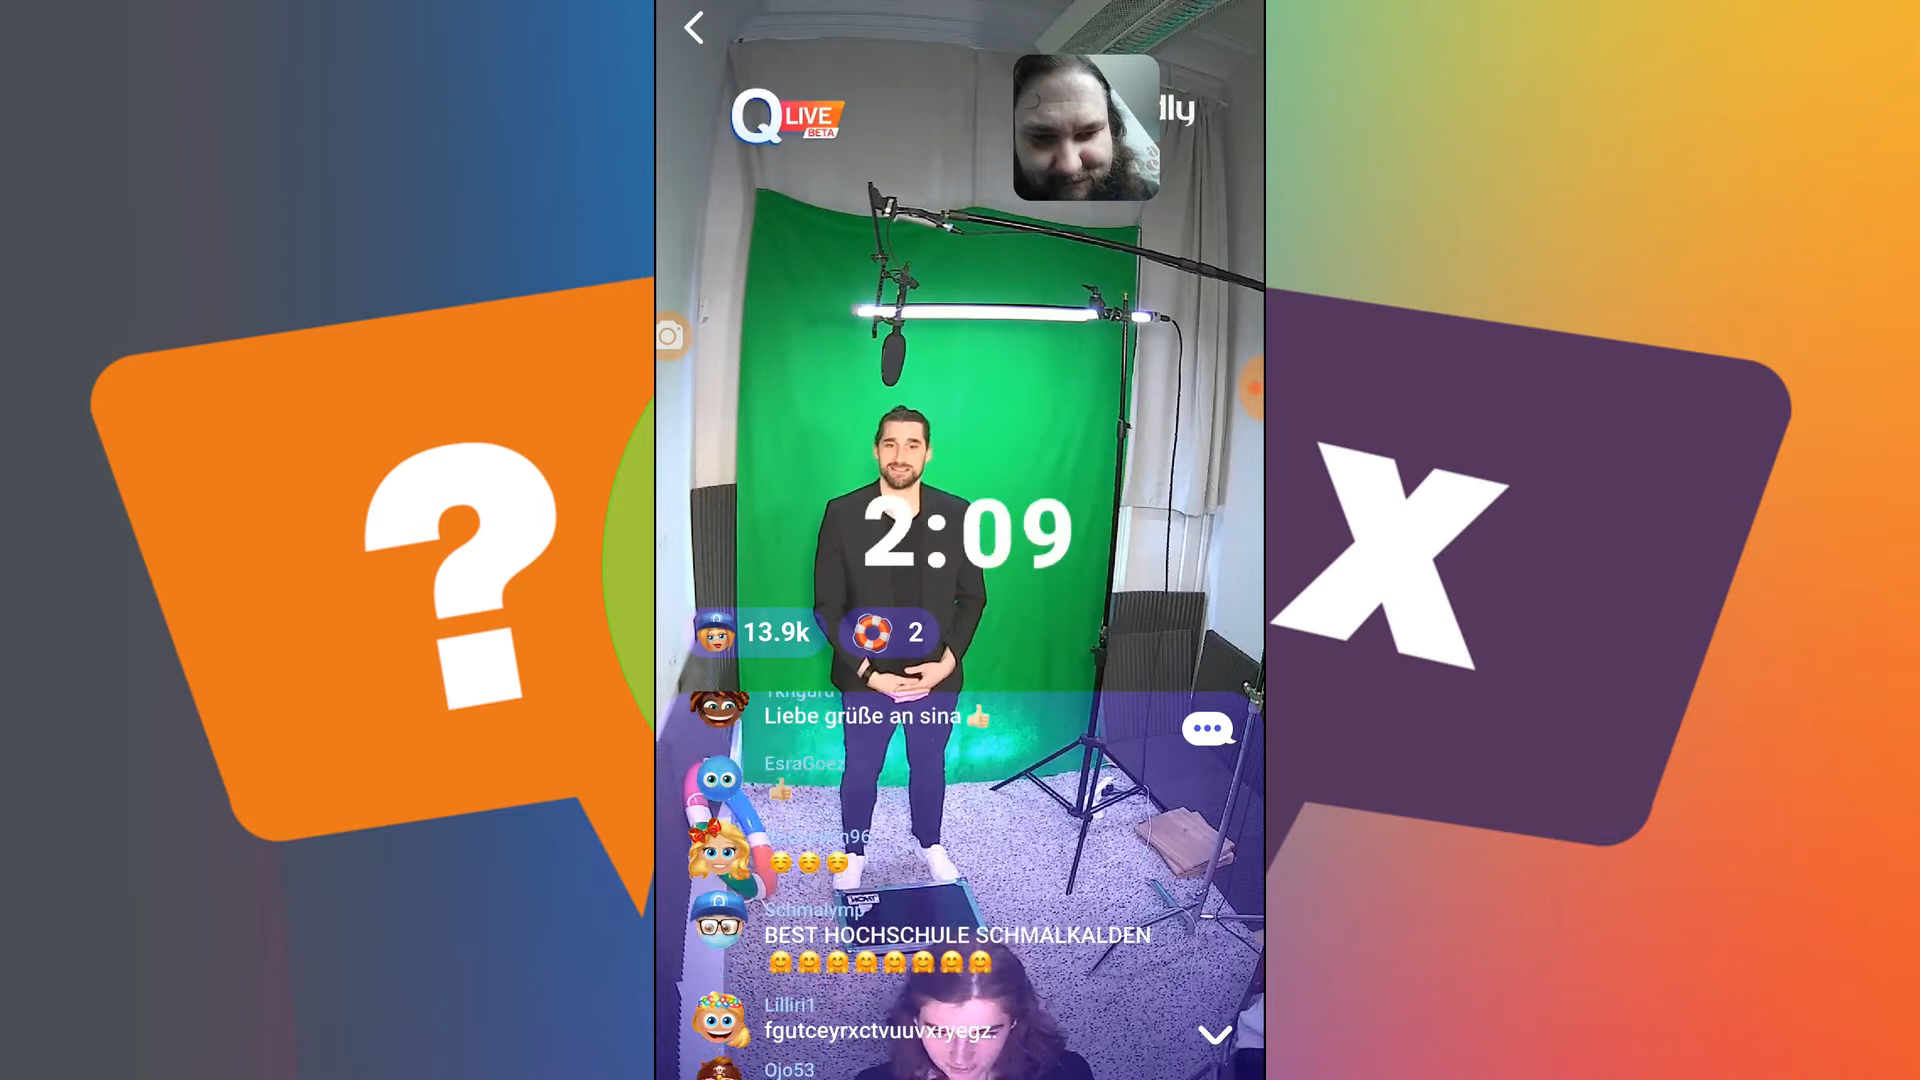 Q LIVE
BETA
dly
?
X
2:09
13.9k
2
Liebe grüße an sina
EsraGoez
Schmalymp
BEST HOCHSCHULE SCHMALKALDEN
Lilliri1
fgutceyrxctvuuvxryegz.
Ojo53